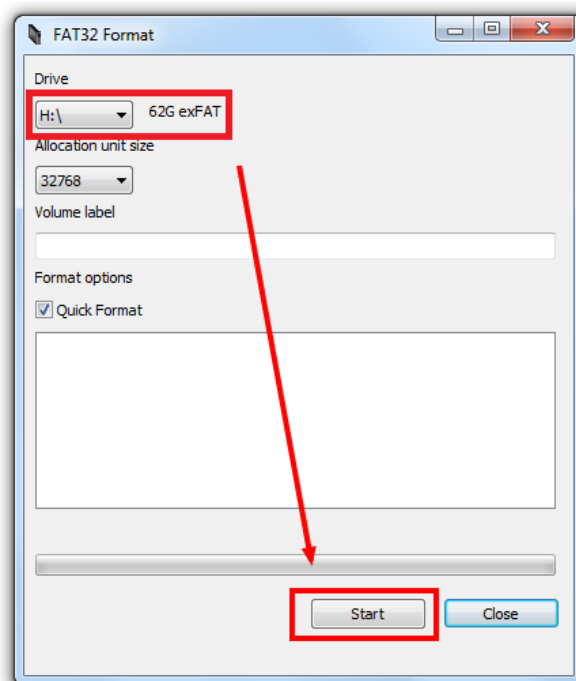 FAT32 Format
Drive
H:\ 62G exFAT
Allocation unit size
32768
Volume label
Format options
Quick Format
Start Close